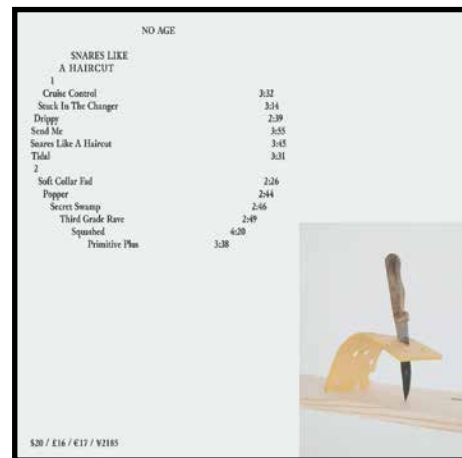 NO AGE
SNARES LIKE
A HAIRCUT
1
Cruise Control 3:32
Stuck In The Changer 3:14
Drippy 2:39
Send Me 3:55
Snares Like A Haircut 3:45
Tidal 3:31
2
Soft Collar Fad 2:26
Popper 2:44
Secret Swamp 2:46
Third Grade Rave 2:49
Squashed 4:20
Primitive Plus 3:38
$20 / £16 / €17 / ¥2185